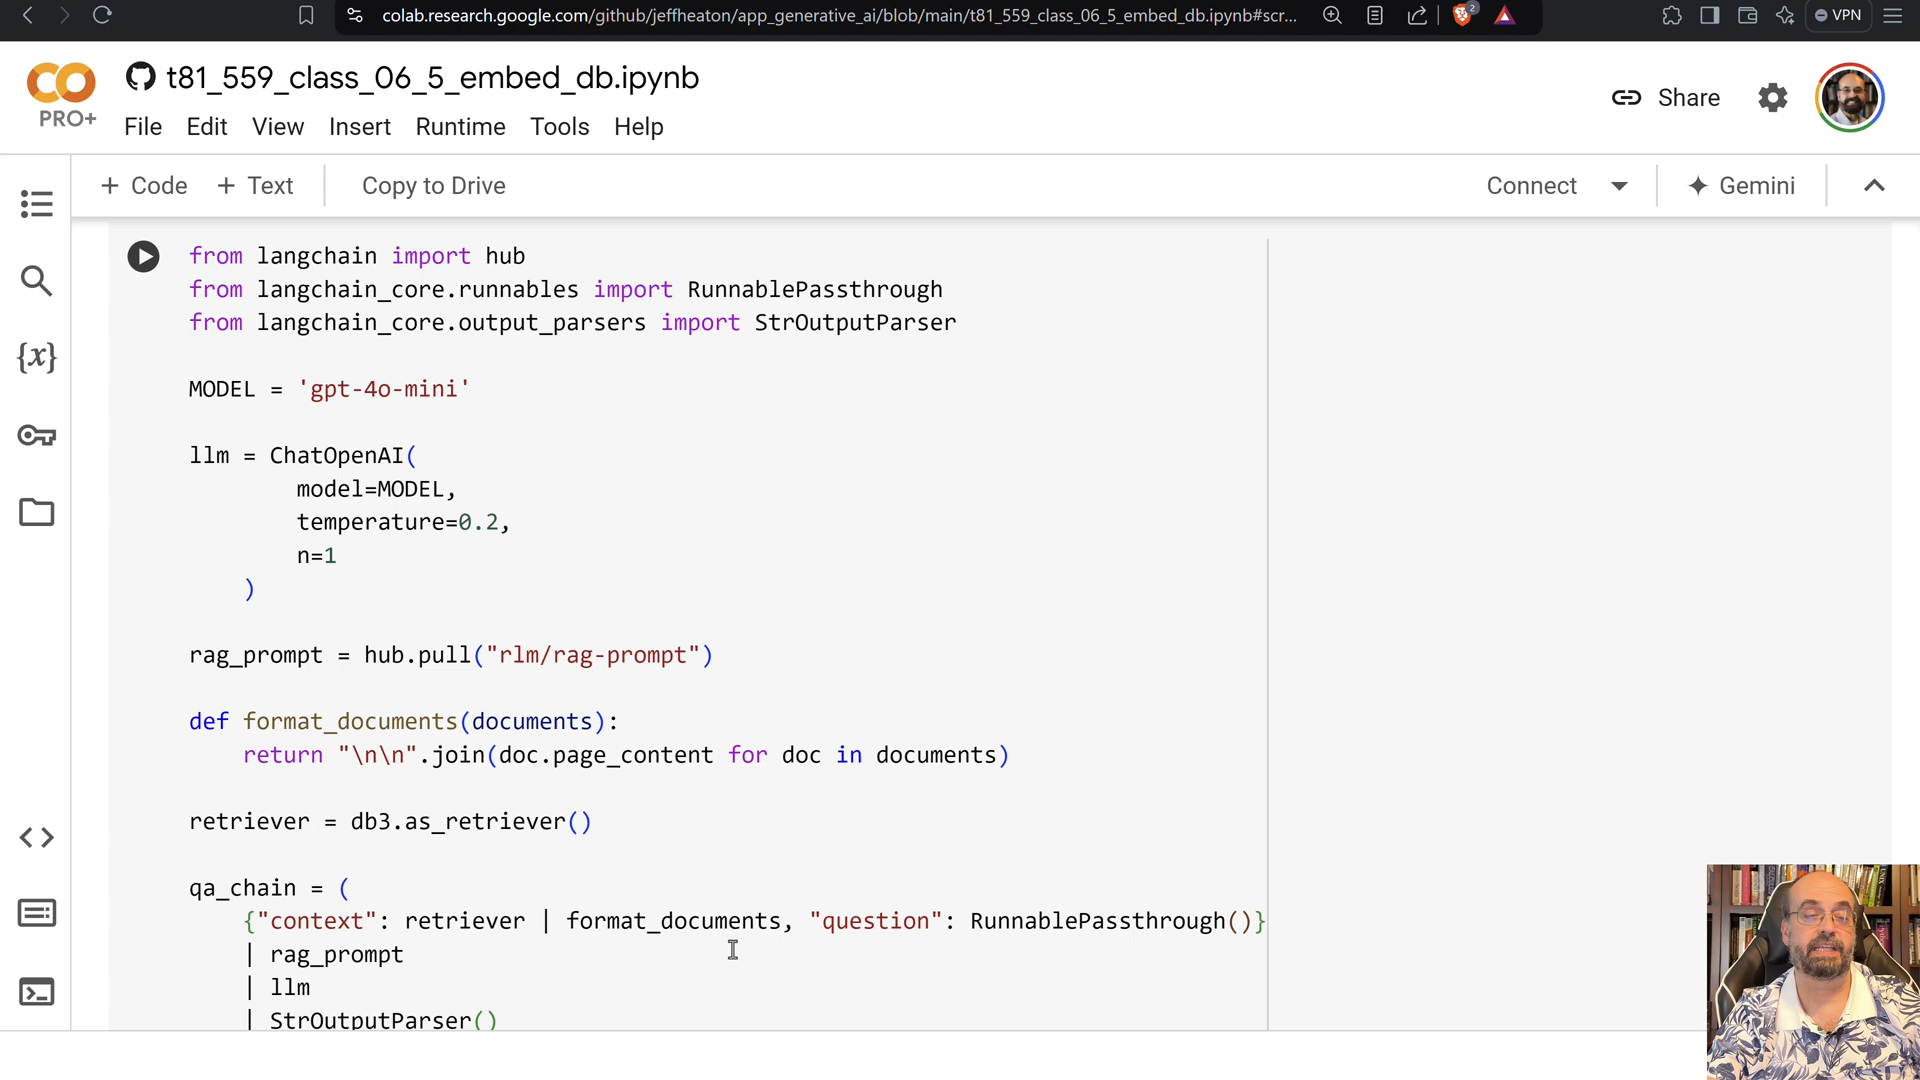 colab.research.google.com/github/jeffheaton/app_generative_ai/blob/main/t81_559_class_06_5_embed_db.ipynb#scr...
2
VPN
PRO+
t81_559_class_06_5_embed_db.ipynb
File Edit View Insert Runtime Tools Help
Share
+ Code + Text Copy to Drive
Connect
Gemini
from langchain import hub
from langchain_core.runnables import RunnablePassthrough
from langchain_core.output_parsers import StrOutputParser
MODEL = 'gpt-4o-mini'
llm = ChatOpenAI(
model=MODEL,
temperature=0.2,
n=1
)
rag_prompt = hub.pull("rlm/rag-prompt")
def format_documents(documents):
return "\n\n".join(doc.page_content for doc in documents)
retriever = db3.as_retriever()
qa_chain = (
{"context": retriever | format_documents, "question": RunnablePassthrough()}
| rag_prompt
| llm
| StrOutputParser()